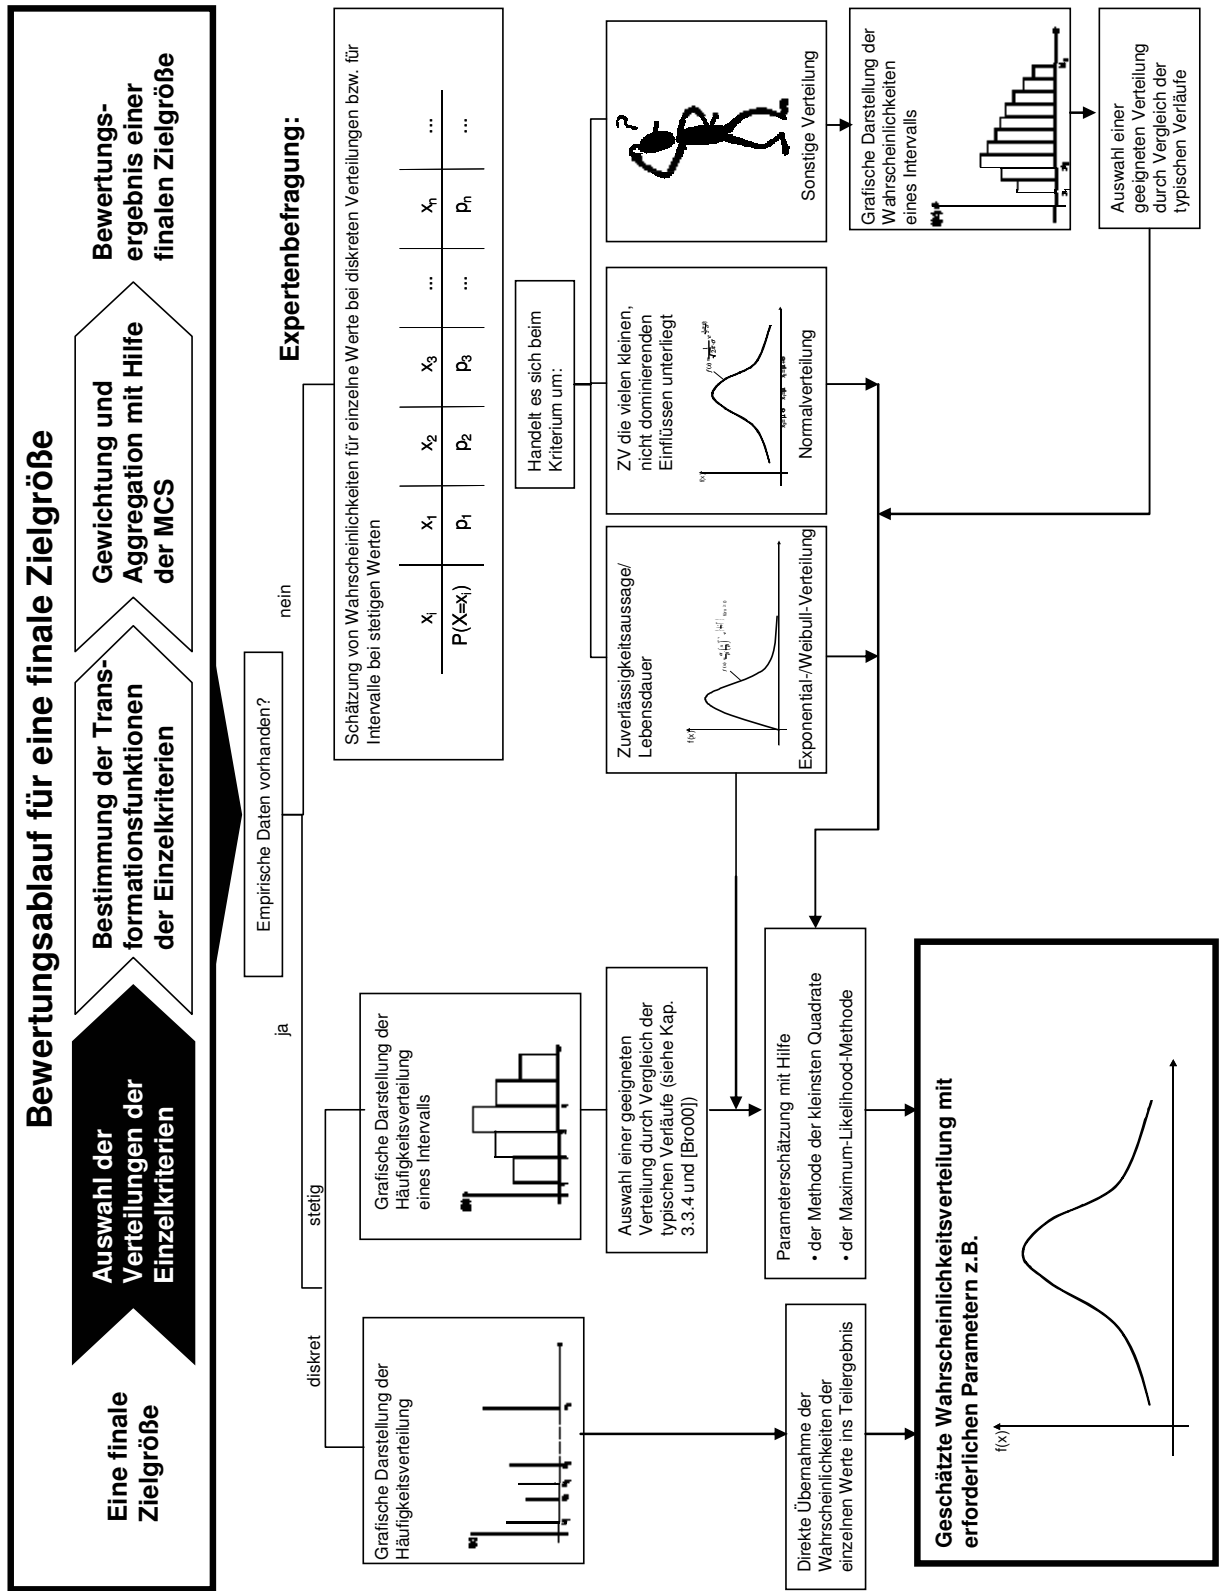 Bewertungsablauf für eine finale Zielgröße
Eine finale
Zielgröße
Auswahl der
Verteilungen der
Einzelkriterien
Bestimmung der Trans-
formationsfunktionen
der Einzelkriterien
Gewichtung und
Aggregation mit Hilfe
der MCS
Bewertungs-
ergebnis einer
finalen Zielgröße
Empirische Daten vorhanden?
ja
nein
diskret
stetig
Expertenbefragung:
Grafische Darstellung der
Häufigkeitsverteilung
Grafische Darstellung der
Häufigkeitsverteilung
eines Intervalls
Schätzung von Wahrscheinlichkeiten für einzelne Werte bei diskreten Verteilungen bzw. für
Intervalle bei stetigen Werten
xi x1 x2 x3 ... xn ...
P(X=xi) p1 p2 p3 ... pn ...
Handelt es sich beim
Kriterium um:
Auswahl einer geeigneten
Verteilung durch Vergleich der
typischen Verläufe (siehe Kap.
3.3.4 und [Bro00])
Zuverlässigkeitsaussage/
Lebensdauer
f(x)
Exponential-/Weibull-Verteilung
ZV die vielen kleinen,
nicht dominierenden
Einflüssen unterliegt
f(x)
Normalverteilung
?
Sonstige Verteilung
Grafische Darstellung der
Wahrscheinlichkeiten
eines Intervalls
Auswahl einer
geeigneten Verteilung
durch Vergleich der
typischen Verläufe
Parameterschätzung mit Hilfe
• der Methode der kleinsten Quadrate
• der Maximum-Likelihood-Methode
Direkte Übernahme der
Wahrscheinlichkeiten der
einzelnen Werte ins Teilergebnis
Geschätzte Wahrscheinlichkeitsverteilung mit
erforderlichen Parametern z.B.
f(x)